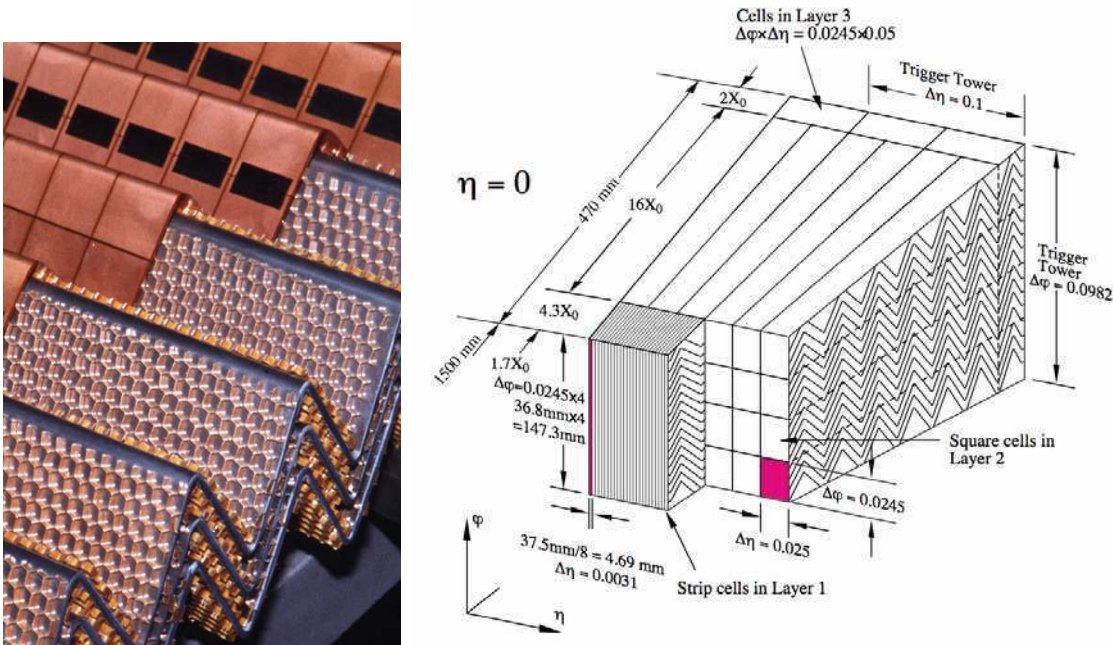 Cells in Layer 3
Δφ×Δη = 0.0245×0.05
Trigger Tower
Δη = 0.1
2X₀
η = 0
470 mm
16X₀
Trigger
Tower
Δφ = 0.0982
4.3X₀
1500 mm
1.7X₀
Δφ=0.0245x4
36.8mmx4
=147.3mm
Square cells in
Layer 2
Δφ = 0.0245
φ
Δη = 0.025
37.5mm/8 = 4.69 mm
Δη = 0.0031
Strip cells in Layer 1
η